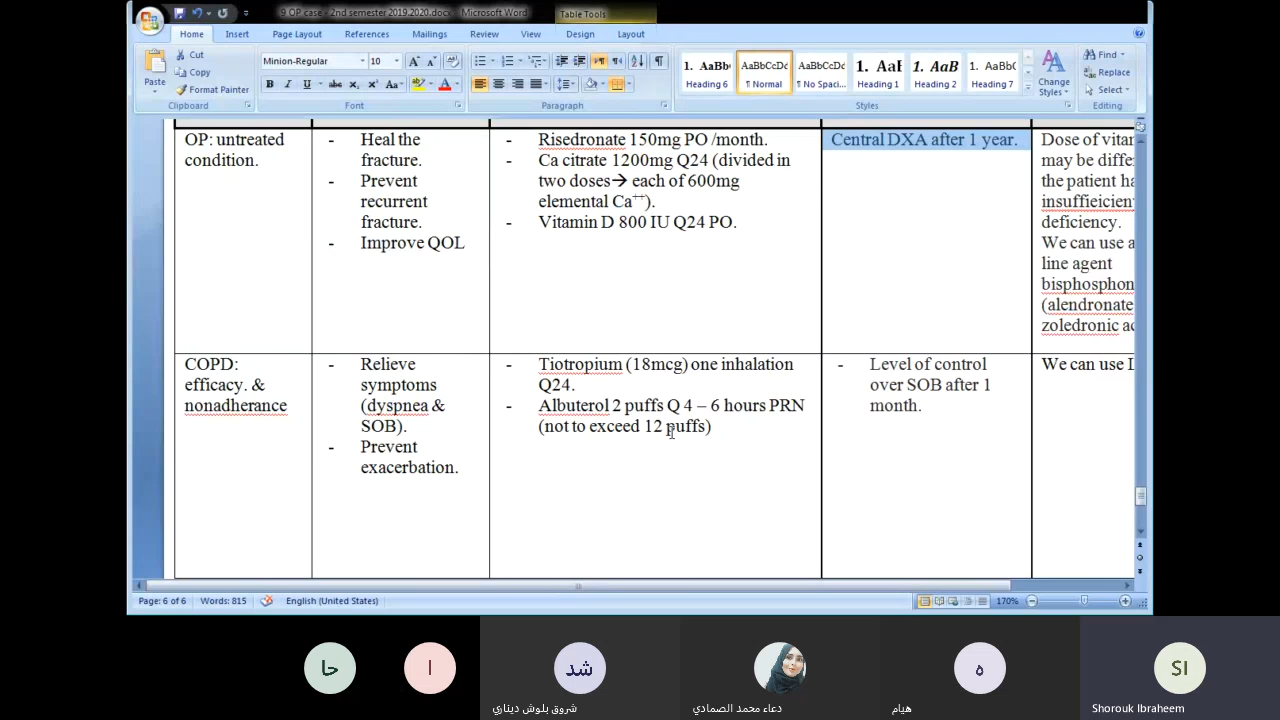 9 OP case - 2nd semester 2019.2020.docx - Microsoft Word
Table Tools
Home Insert Page Layout References Mailings Review View Design Layout
Paste
Cut
Copy
Format Painter
Clipboard
Minion-Regular 10
Font
Paragraph
1. AaBb( AaBbCcDd AaBbCcDd 1. AaE 1. AaB 1. AaBb
Heading 6 ¶ Normal ¶ No Spaci... Heading 1 Heading 2 Heading 7
Change Styles
Styles
Find
Replace
Select
Editing
OP: untreated
condition.
- Heal the
fracture.
- Prevent
recurrent
fracture.
- Improve QOL
- Risedronate 150mg PO /month.
- Ca citrate 1200mg Q24 (divided in
two doses→ each of 600mg
elemental Ca++).
- Vitamin D 800 IU Q24 PO.
Central DXA after 1 year.
Dose of vitan
may be differ
the patient ha
insuffieicien
deficiency.
We can use a
line agent
bisphosphon
(alendronate
zoledronic ac
COPD:
efficacy. &
nonadherance
- Relieve
symptoms
(dyspnea &
SOB).
- Prevent
exacerbation.
- Tiotropium (18mcg) one inhalation
Q24.
- Albuterol 2 puffs Q 4 – 6 hours PRN
(not to exceed 12 puffs)
- Level of control
over SOB after 1
month.
We can use I
Page: 6 of 6 Words: 815 English (United States) 170%
حا
ا
شد
ه
SI
شروق بلوش ديناري
دعاء محمد الصمادي
هيام
Shorouk Ibraheem